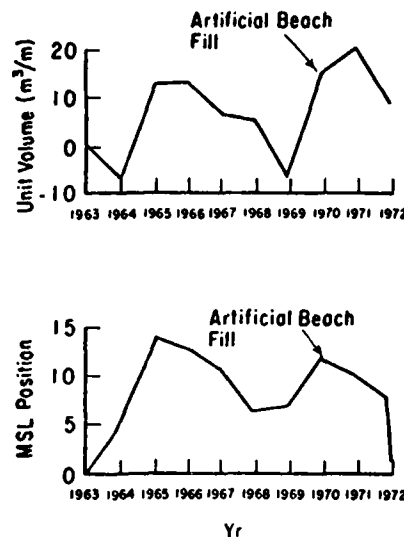 Artificial Beach
Fill
Unit Volume (m³/m)
20
10
0
-10
1963 1964 1965 1966 1967 1968 1969 1970 1971 1972
Artificial Beach
Fill
MSL Position
15
10
5
0
1963 1964 1965 1966 1967 1968 1969 1970 1971 1972
Yr